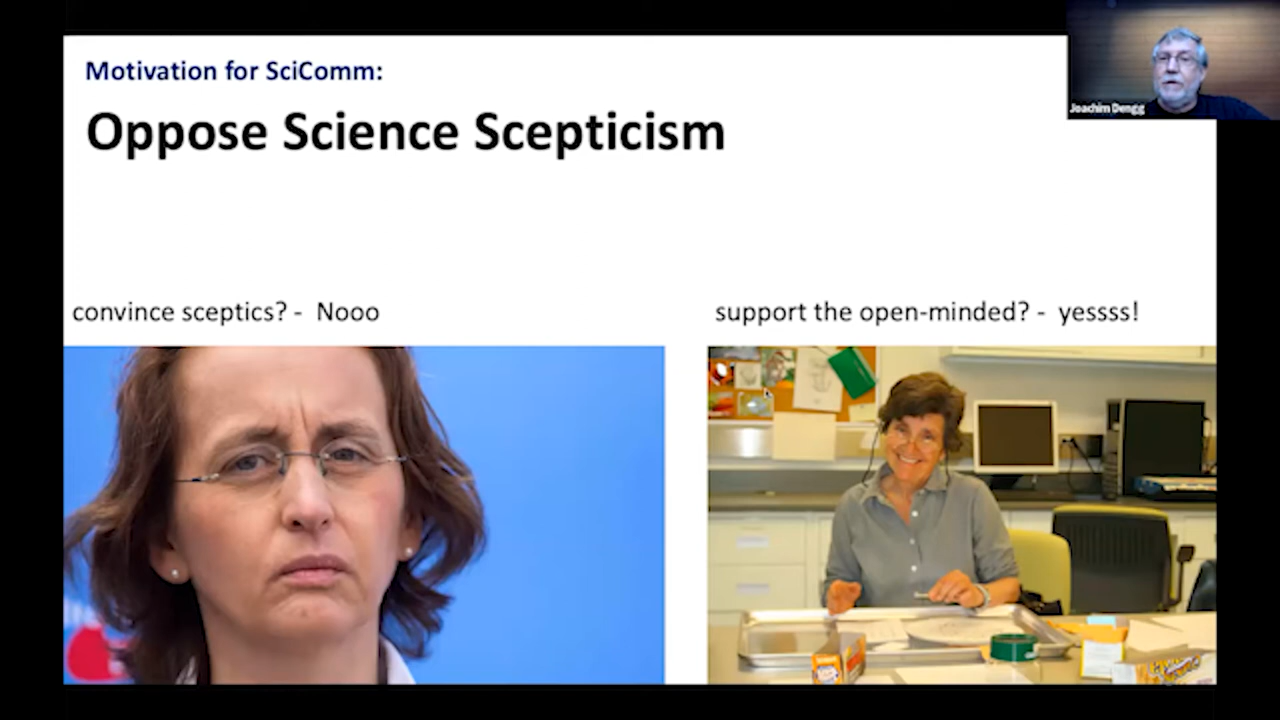 Motivation for SciComm:
Oppose Science Scepticism
Joachim Dengg
convince sceptics? - Nooo
support the open-minded? - yessss!